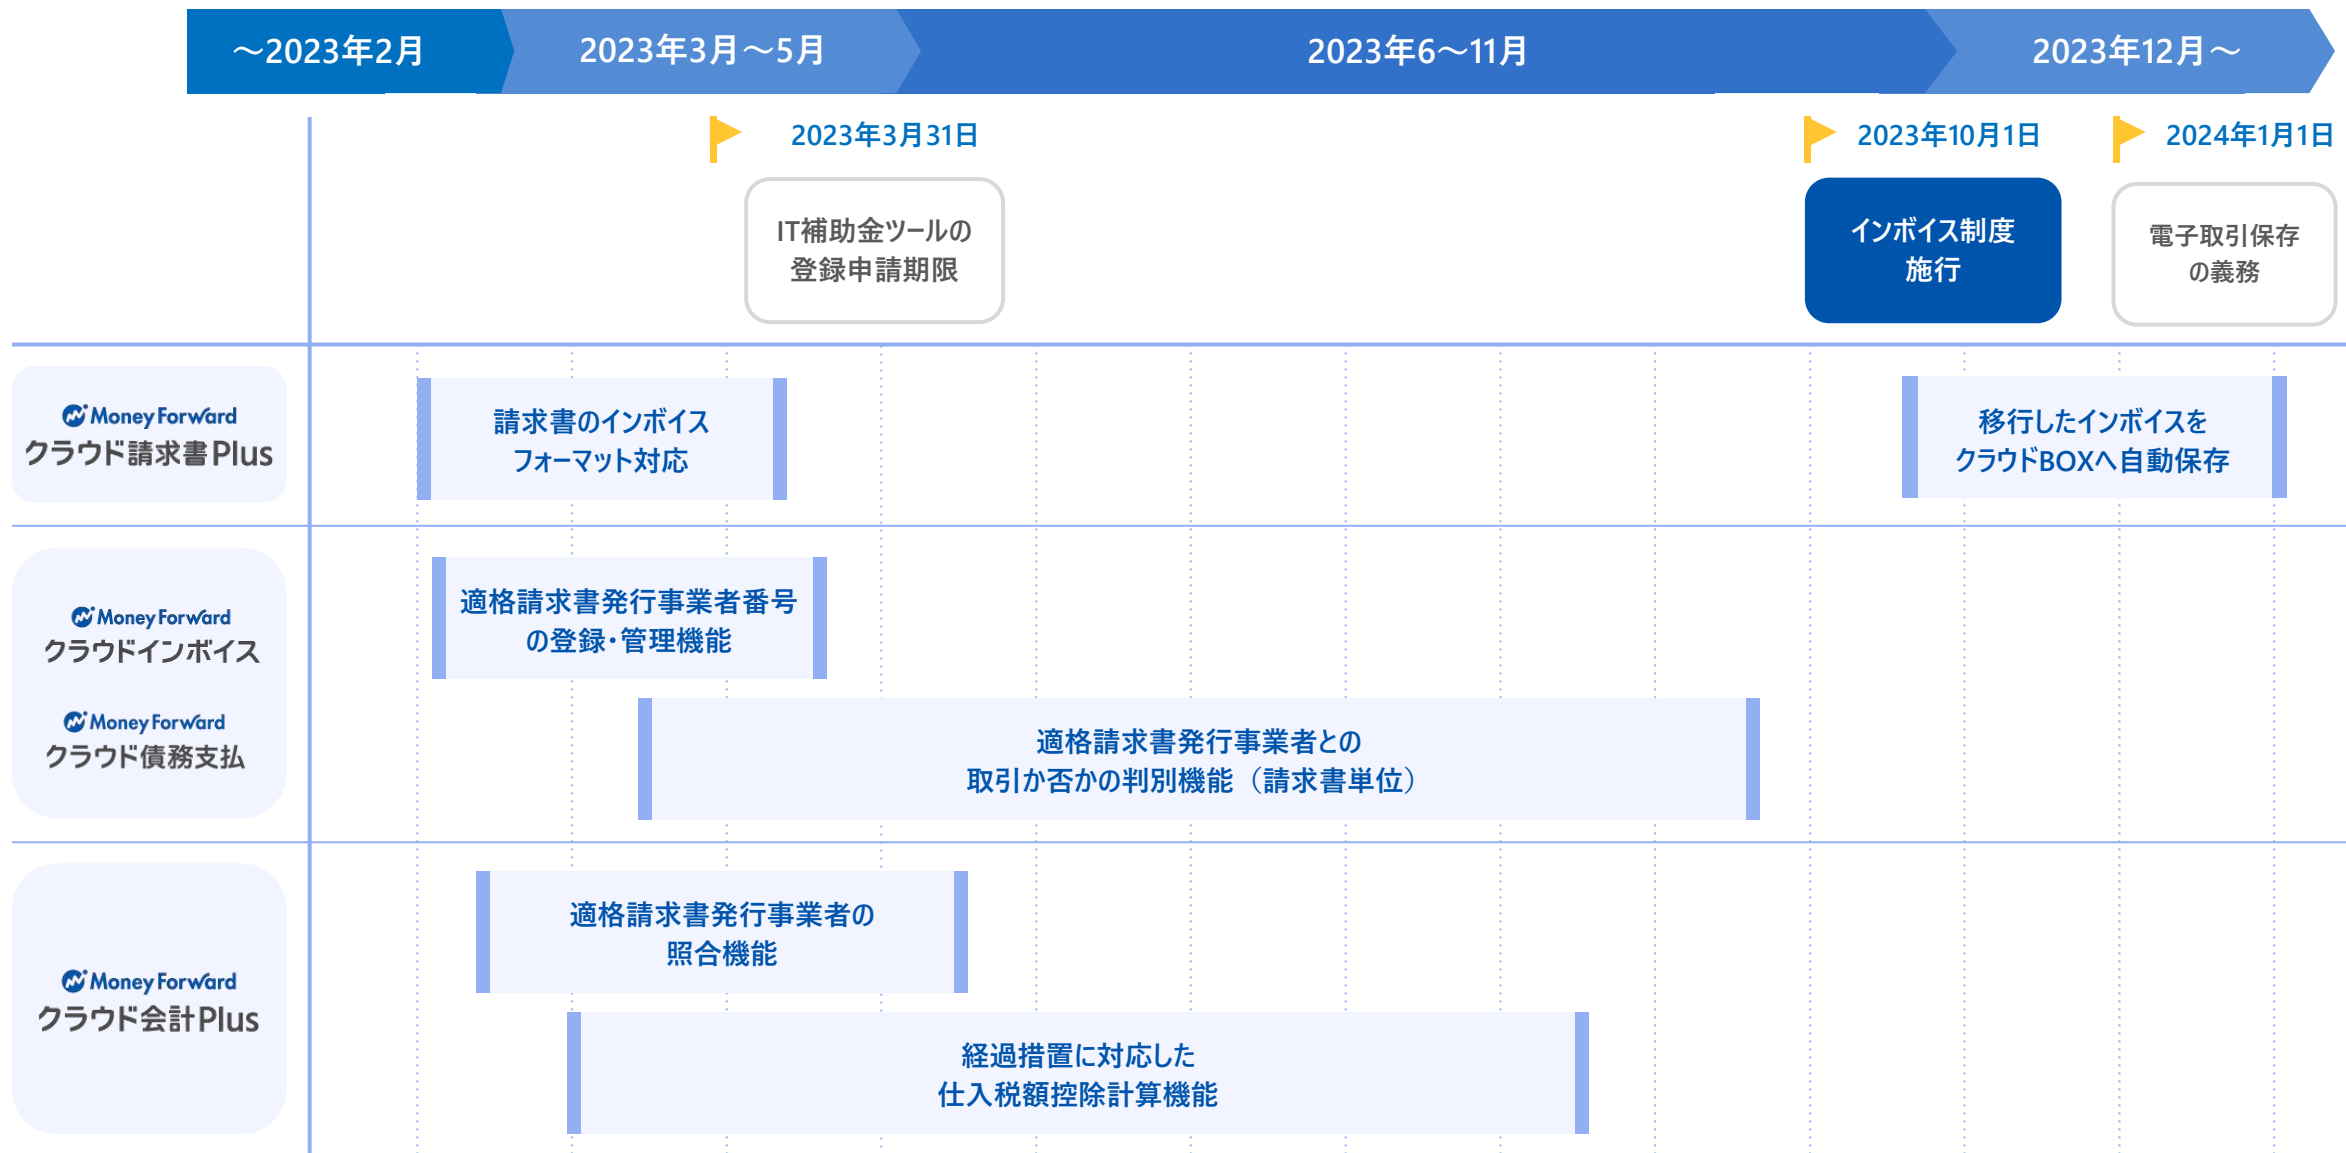 ～2023年2月
2023年3月～5月
2023年6～11月
2023年12月～
2023年3月31日
2023年10月1日
2024年1月1日
IT補助金ツールの
登録申請期限
インボイス制度
施行
電子取引保存
の義務
Money Forward
クラウド請求書Plus
請求書のインボイス
フォーマット対応
移行したインボイスを
クラウドBOXへ自動保存
Money Forward
クラウドインボイス
Money Forward
クラウド債務支払
適格請求書発行事業者番号
の登録・管理機能
適格請求書発行事業者との
取引か否かの判別機能（請求書単位）
Money Forward
クラウド会計Plus
適格請求書発行事業者の
照合機能
経過措置に対応した
仕入税額控除計算機能